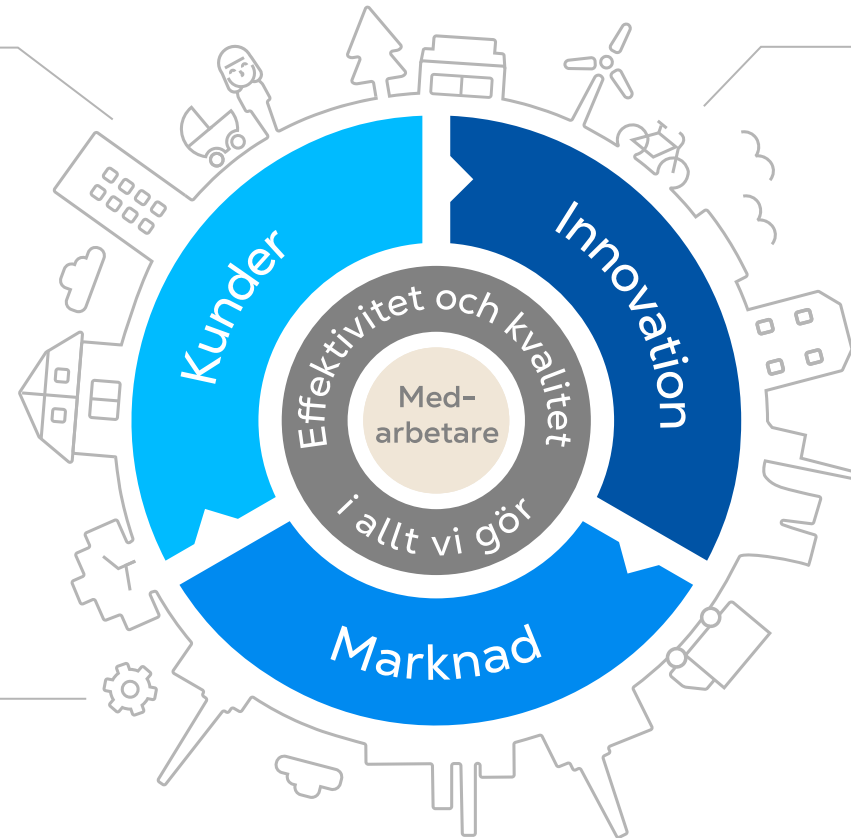 Kunder
Innovation
Effektivitet och kvalitet
i allt vi gör
Med-
arbetare
Marknad